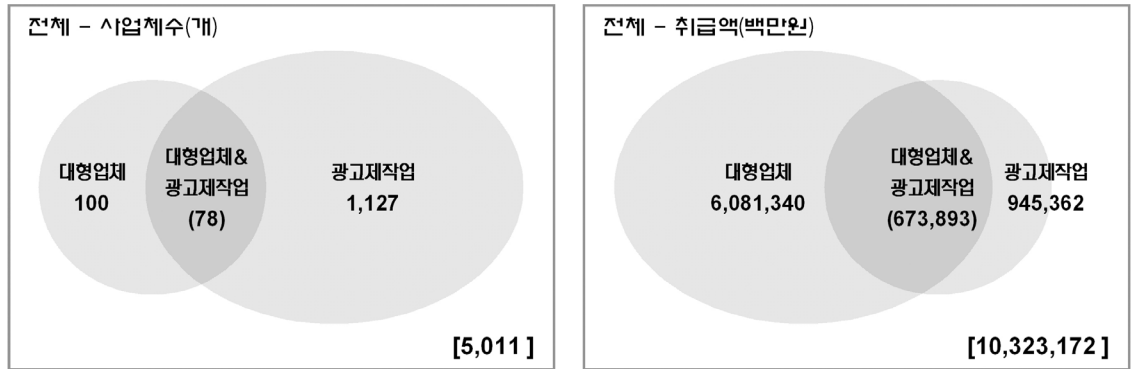 전체 – 사업체수(개)
대형업체
100
대형업체&
광고제작업
(78)
광고제작업
1,127
[5,011 ]
전체 – 취급액(백만원)
대형업체
6,081,340
대형업체&
광고제작업
(673,893)
광고제작업
945,362
[10,323,172 ]